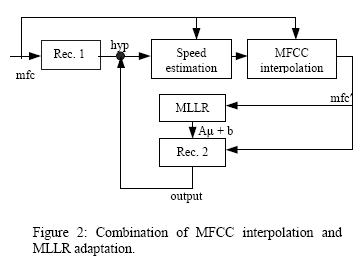 Rec. 1
hyp
Speed
estimation
MFCC
interpolation
mfc
mfc'
MLLR
Aμ + b
Rec. 2
output
Figure 2: Combination of MFCC interpolation and
MLLR adaptation.